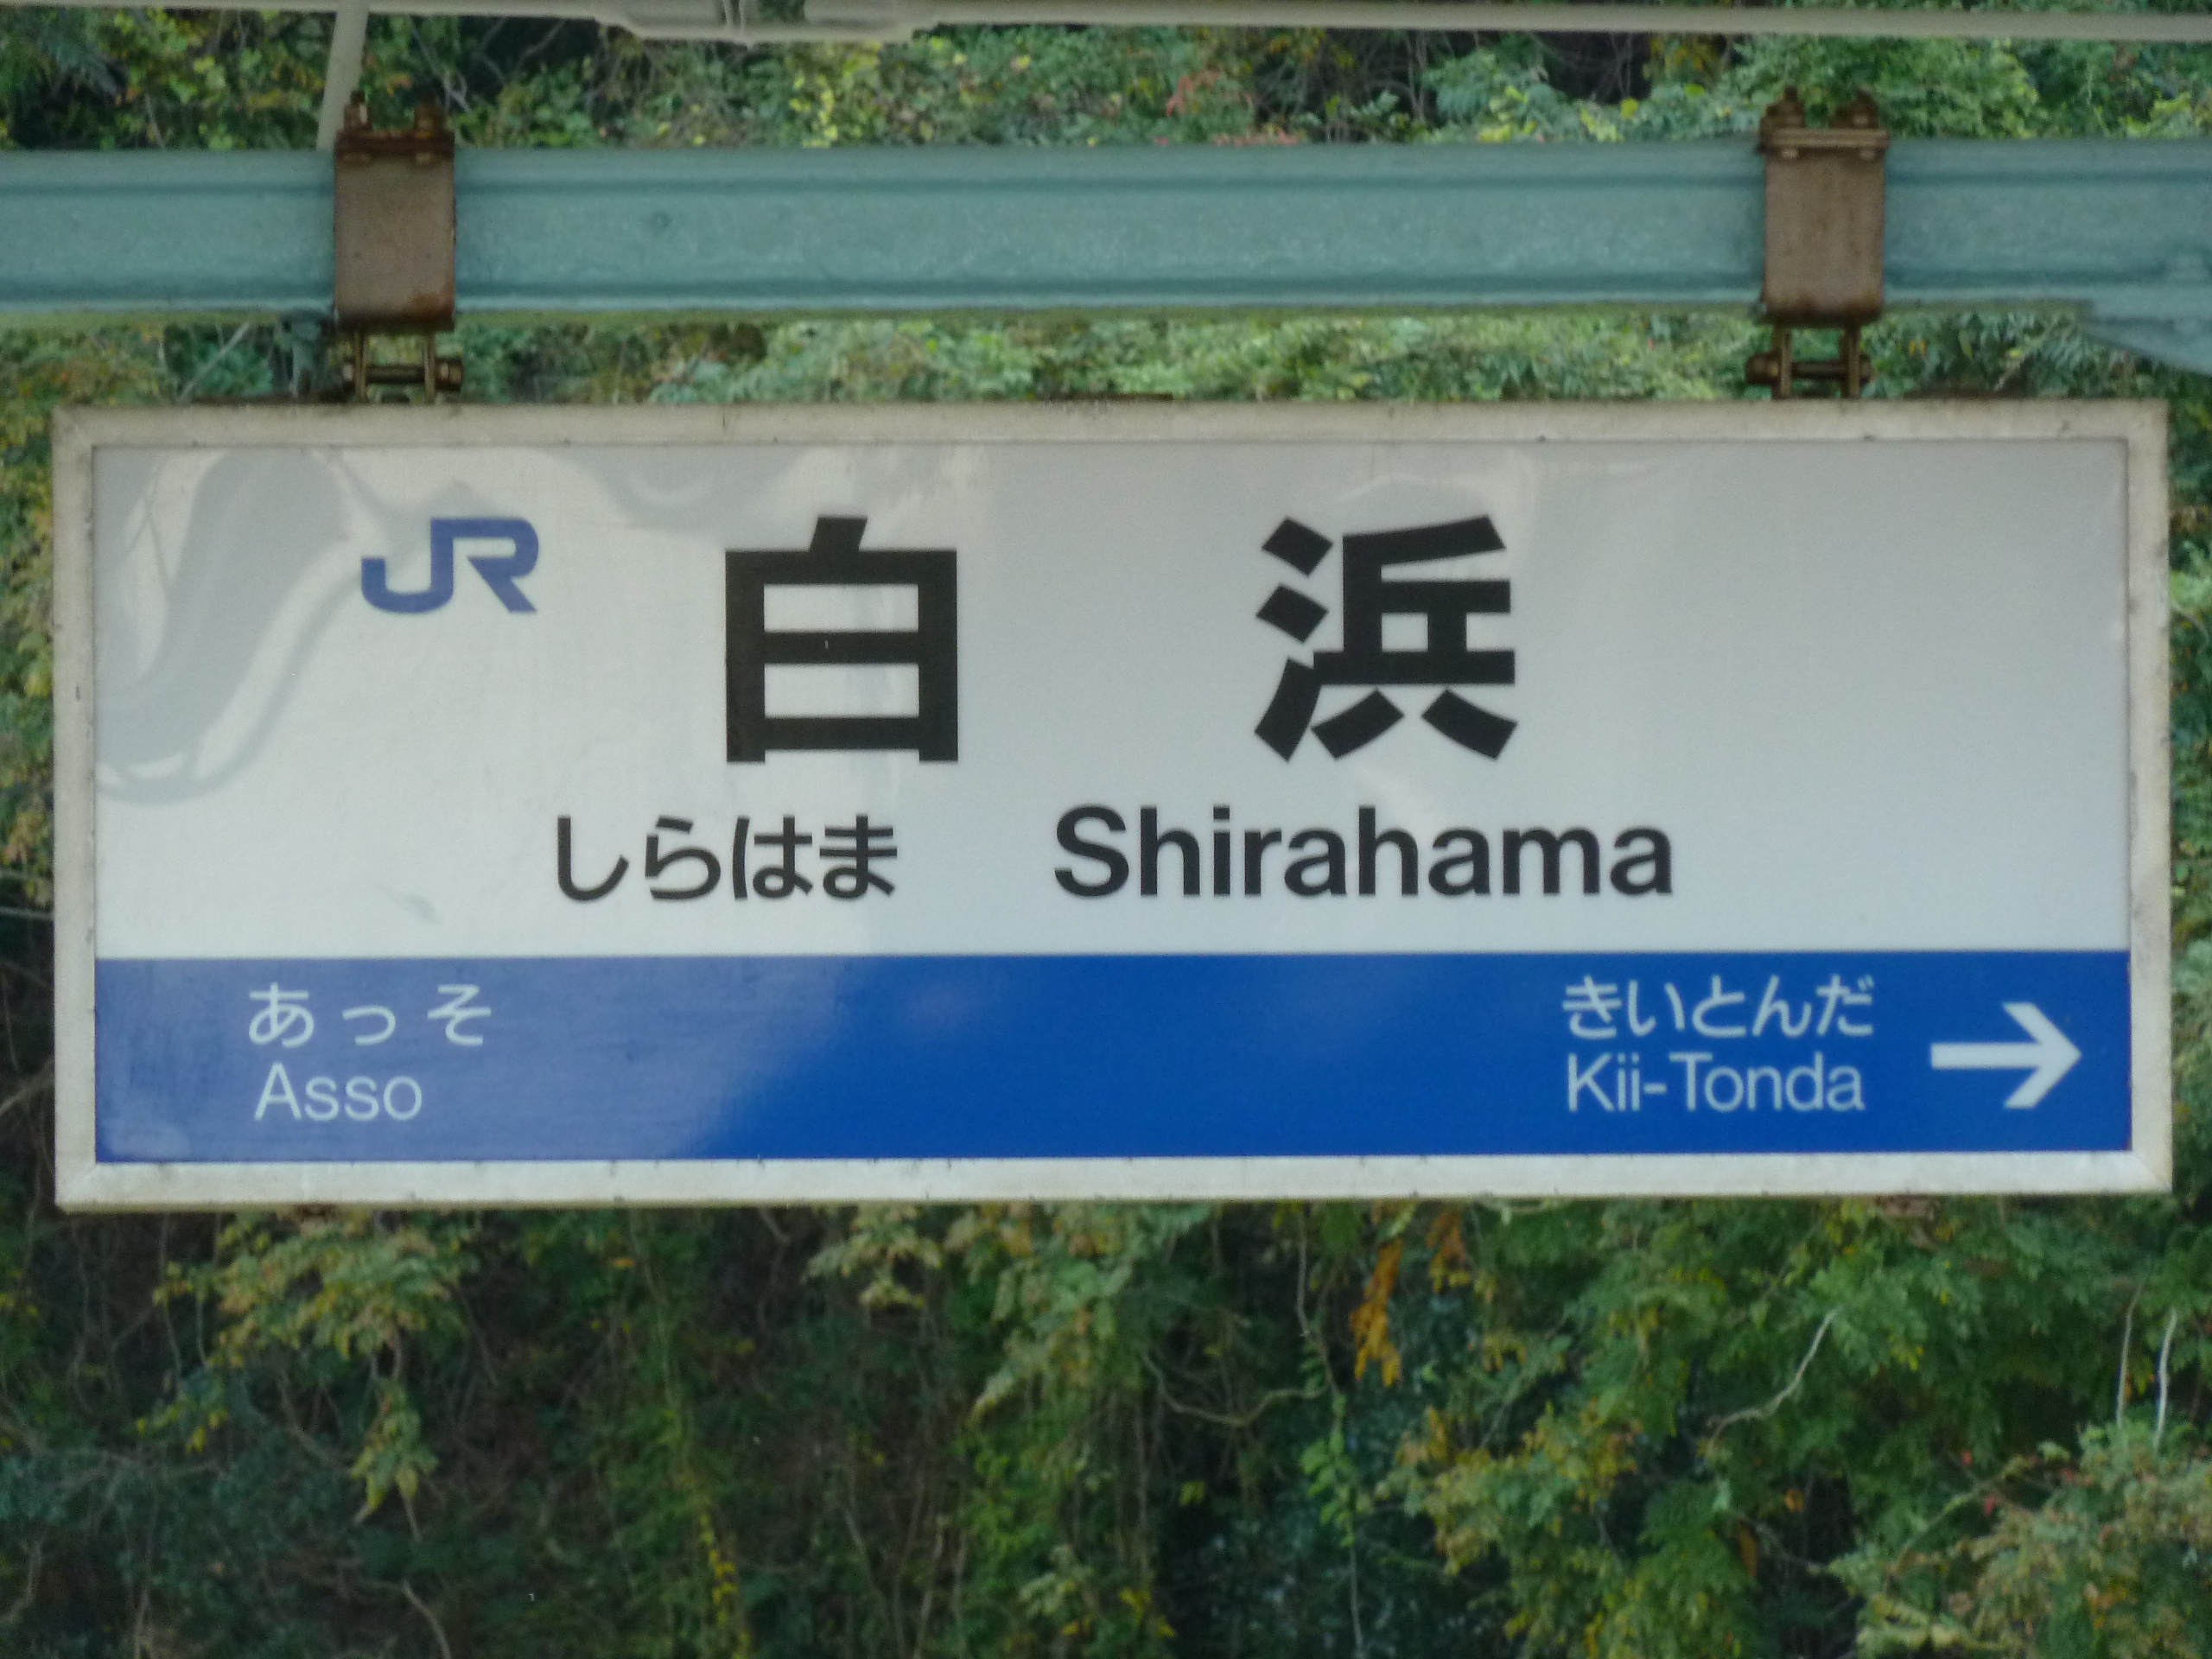 JR 白浜
しらはま Shirahama
あっそ きいとんだ
Asso Kii-Tonda →